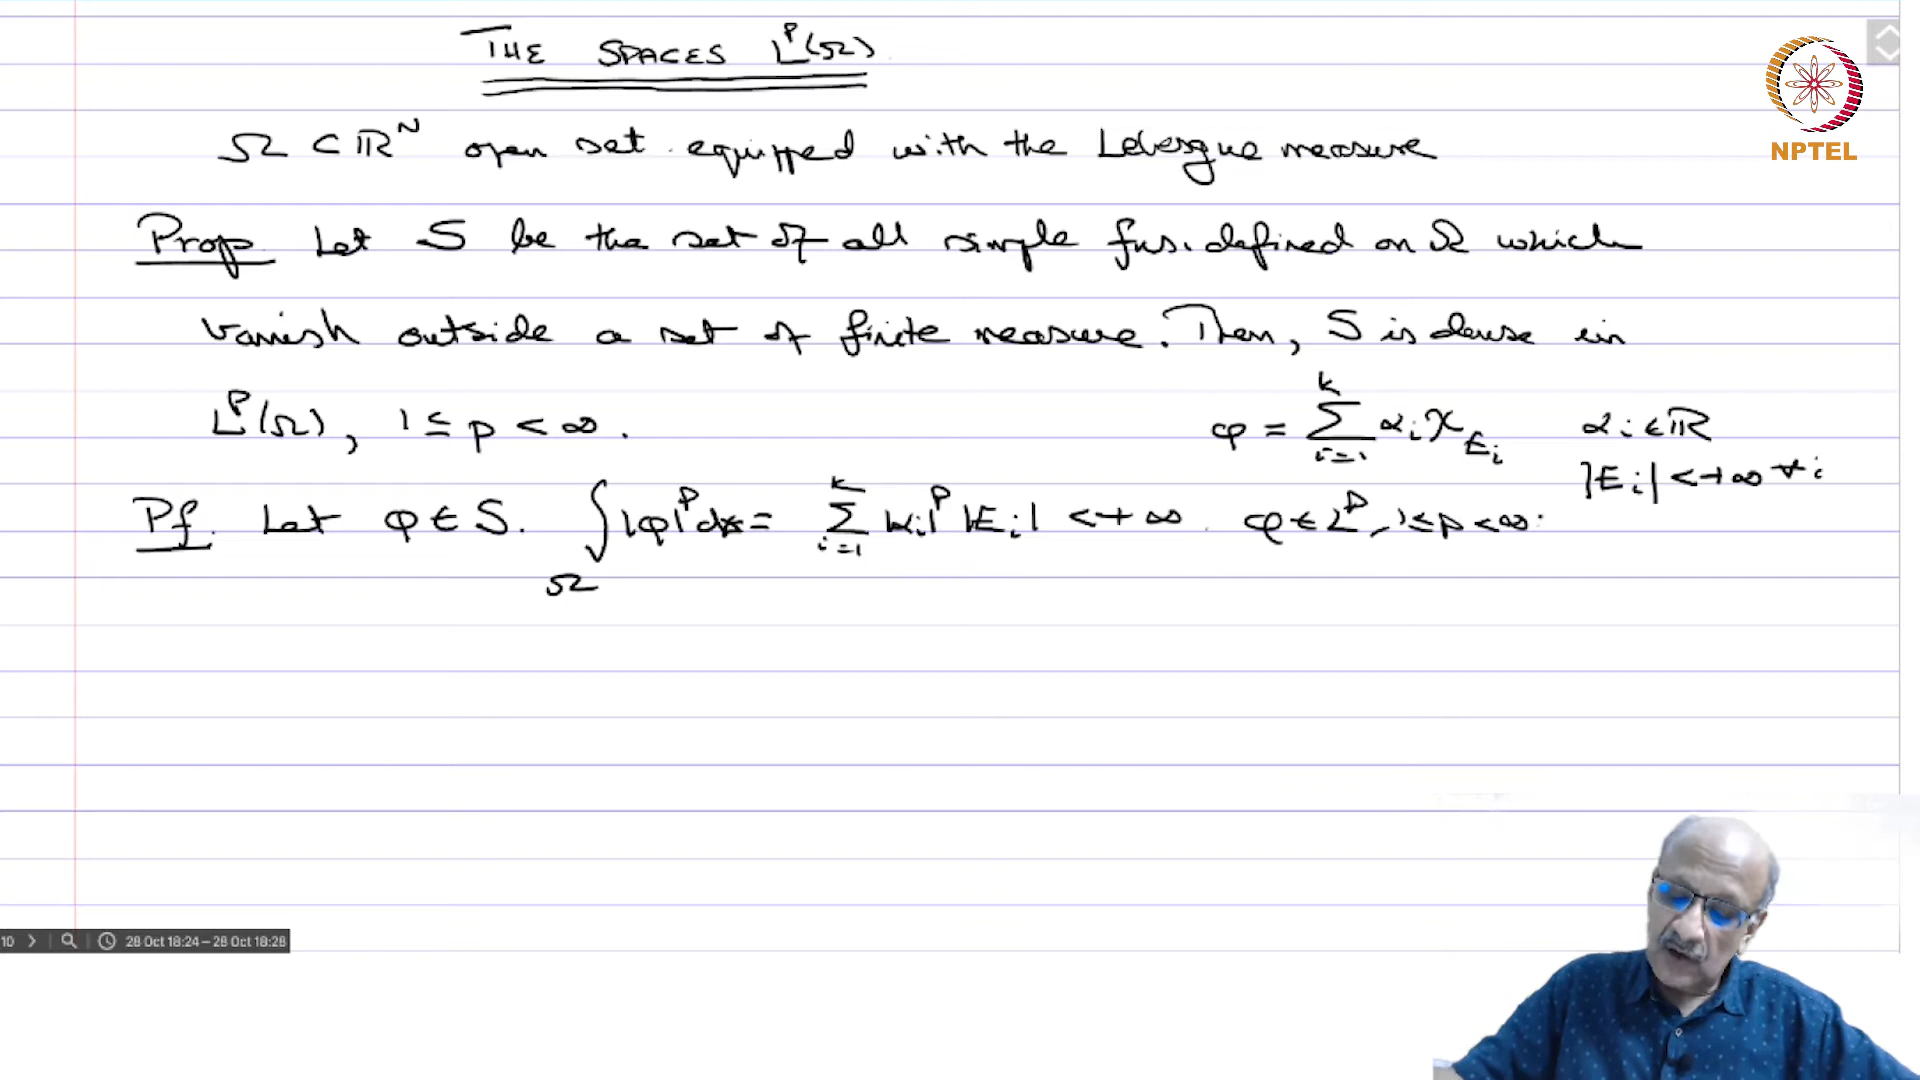 THE SPACES L^p(Ω).
Ω ⊂ ℝ^N open set equipped with the Lebesgue measure
NPTEL
Prop. Let S be the set of all simple fns. defined on Ω which
vanish outside a set of finite measure. Then, S is dense in
L^p(Ω), 1 ≤ p < ∞. φ = Σ_{i=1}^k α_i χ_{E_i} α_i ∈ ℝ
|E_i| < +∞ ∀ i
Pf. Let φ ∈ S. ∫_Ω |φ|^p dx = Σ_{i=1}^k |α_i|^p |E_i| < +∞. φ ∈ L^p, 1 ≤ p < ∞.
10 28 Oct 18:24 – 28 Oct 18:28